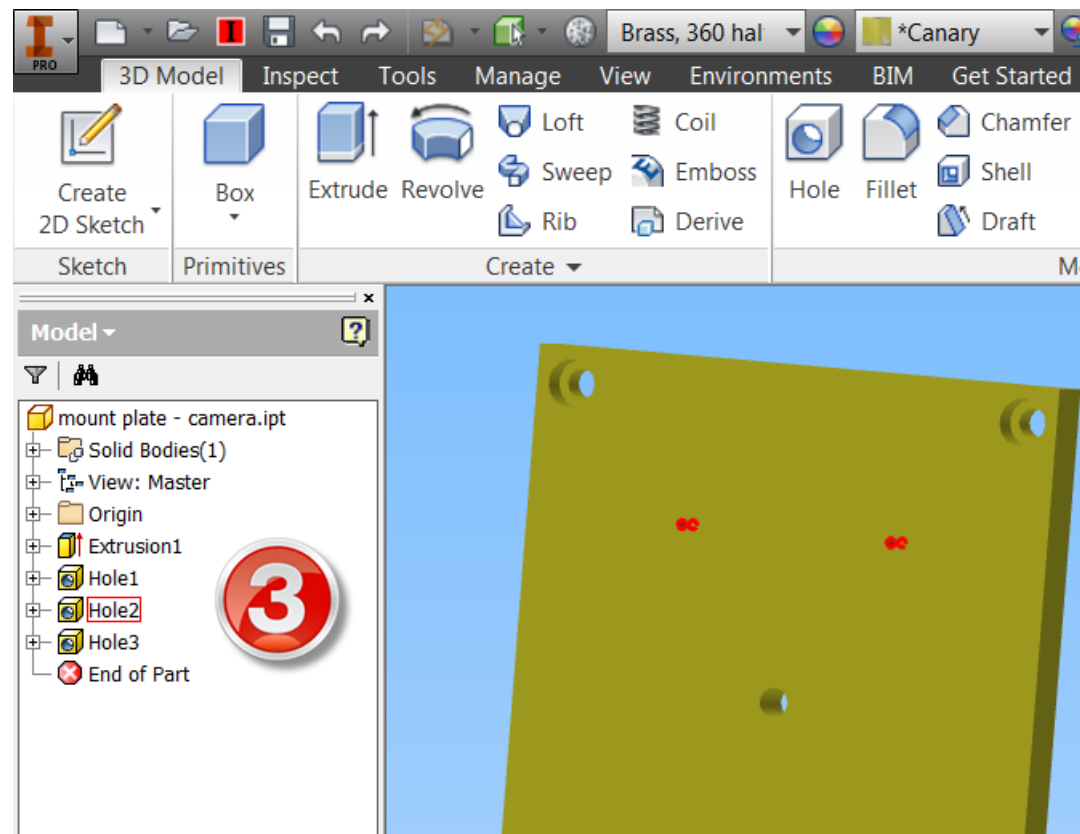 PRO
I
Brass, 360 hal
*Canary
3D Model Inspect Tools Manage View Environments BIM Get Started
Create
2D Sketch
Box
Extrude
Revolve
Loft
Sweep
Rib
Coil
Emboss
Derive
Hole
Fillet
Chamfer
Shell
Draft
Sketch Primitives Create
Model
mount plate - camera.ipt
Solid Bodies(1)
View: Master
Origin
Extrusion1
Hole1
Hole2
Hole3
End of Part
3